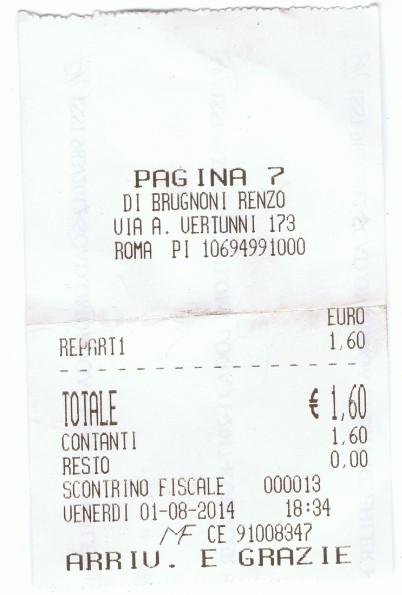 PAGINA 7
DI BRUGNONI RENZO
VIA A. VERTUNNI 173
ROMA PI 10694991000
EURO
REPART1 1,60
TOTALE € 1,60
CONTANTI 1,60
RESTO 0,00
SCONTRINO FISCALE 000013
VENERDI 01-08-2014 18:34
MF CE 91008347
ARRIV. E GRAZIE